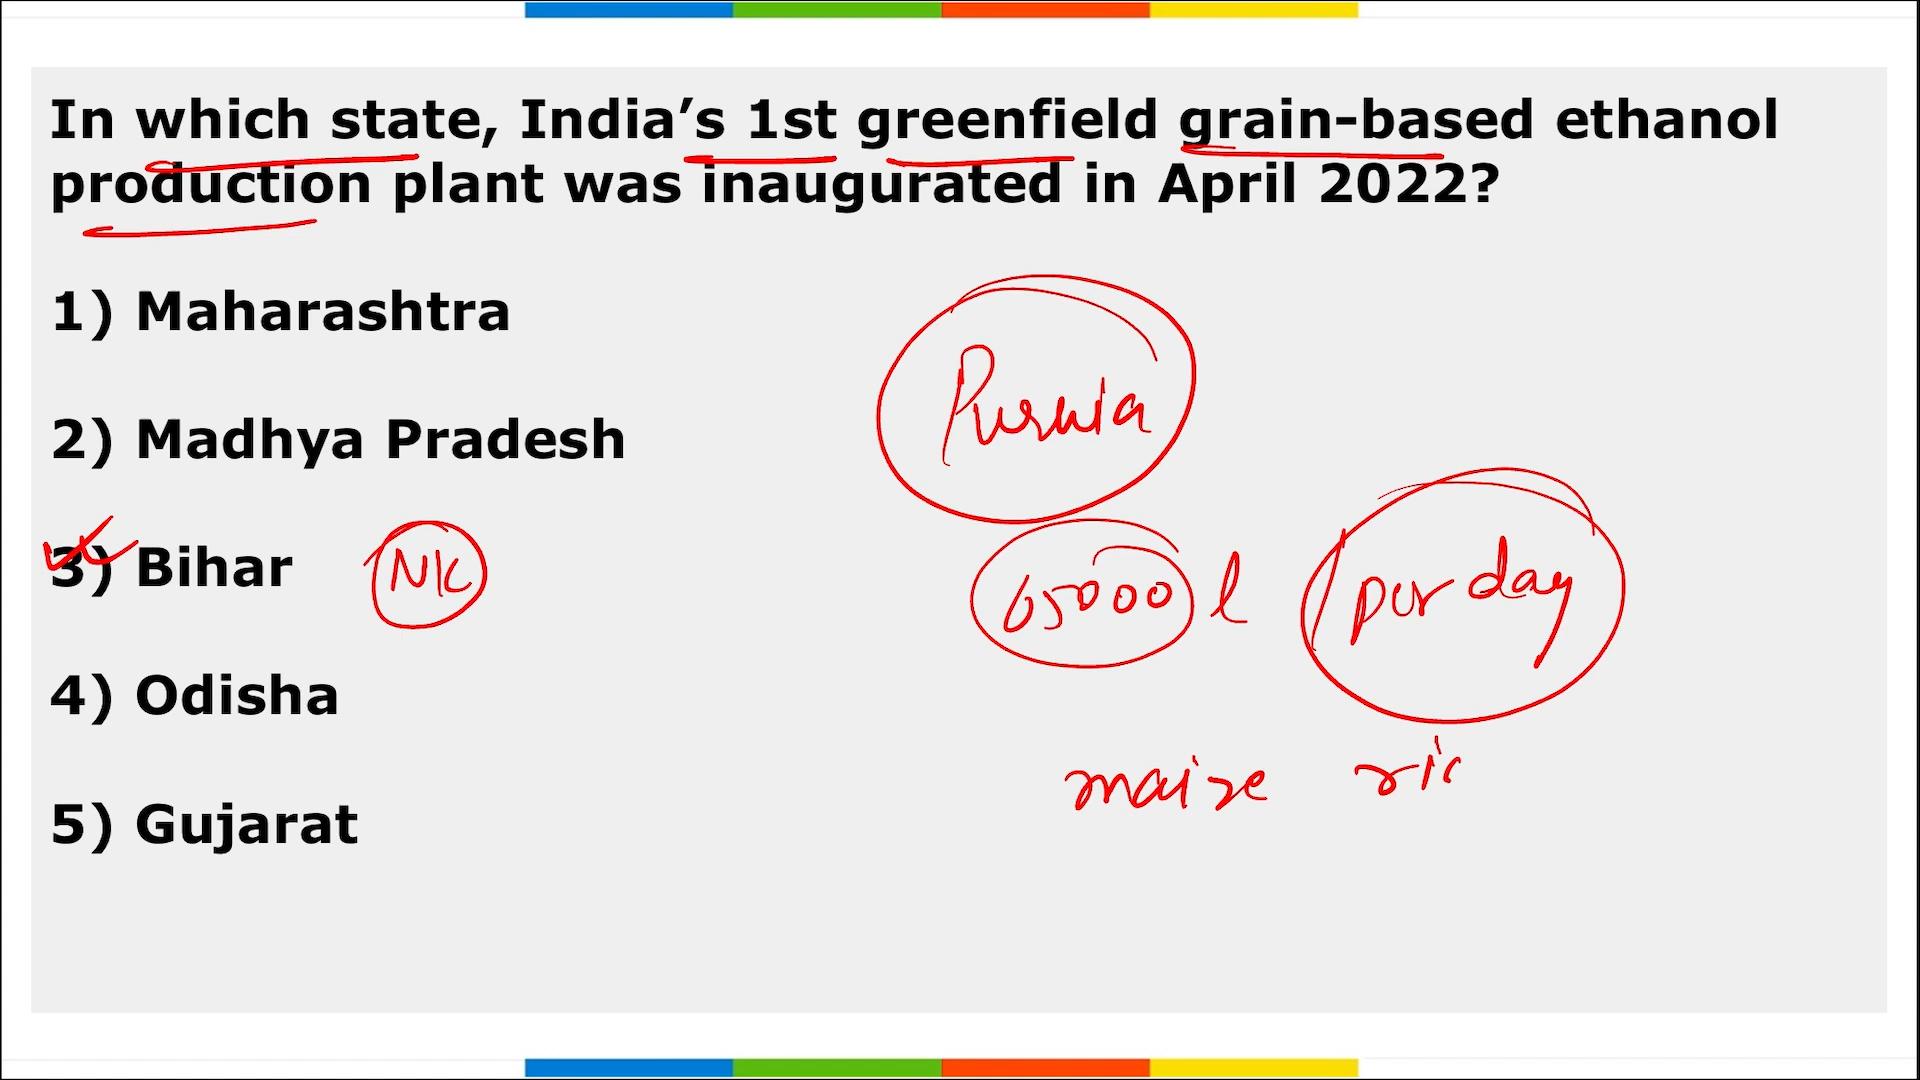 In which state, India’s 1st greenfield grain-based ethanol
production plant was inaugurated in April 2022?
1) Maharashtra
2) Madhya Pradesh
3) Bihar NK
4) Odisha
5) Gujarat
Purnia
65000 l per day
maize ric